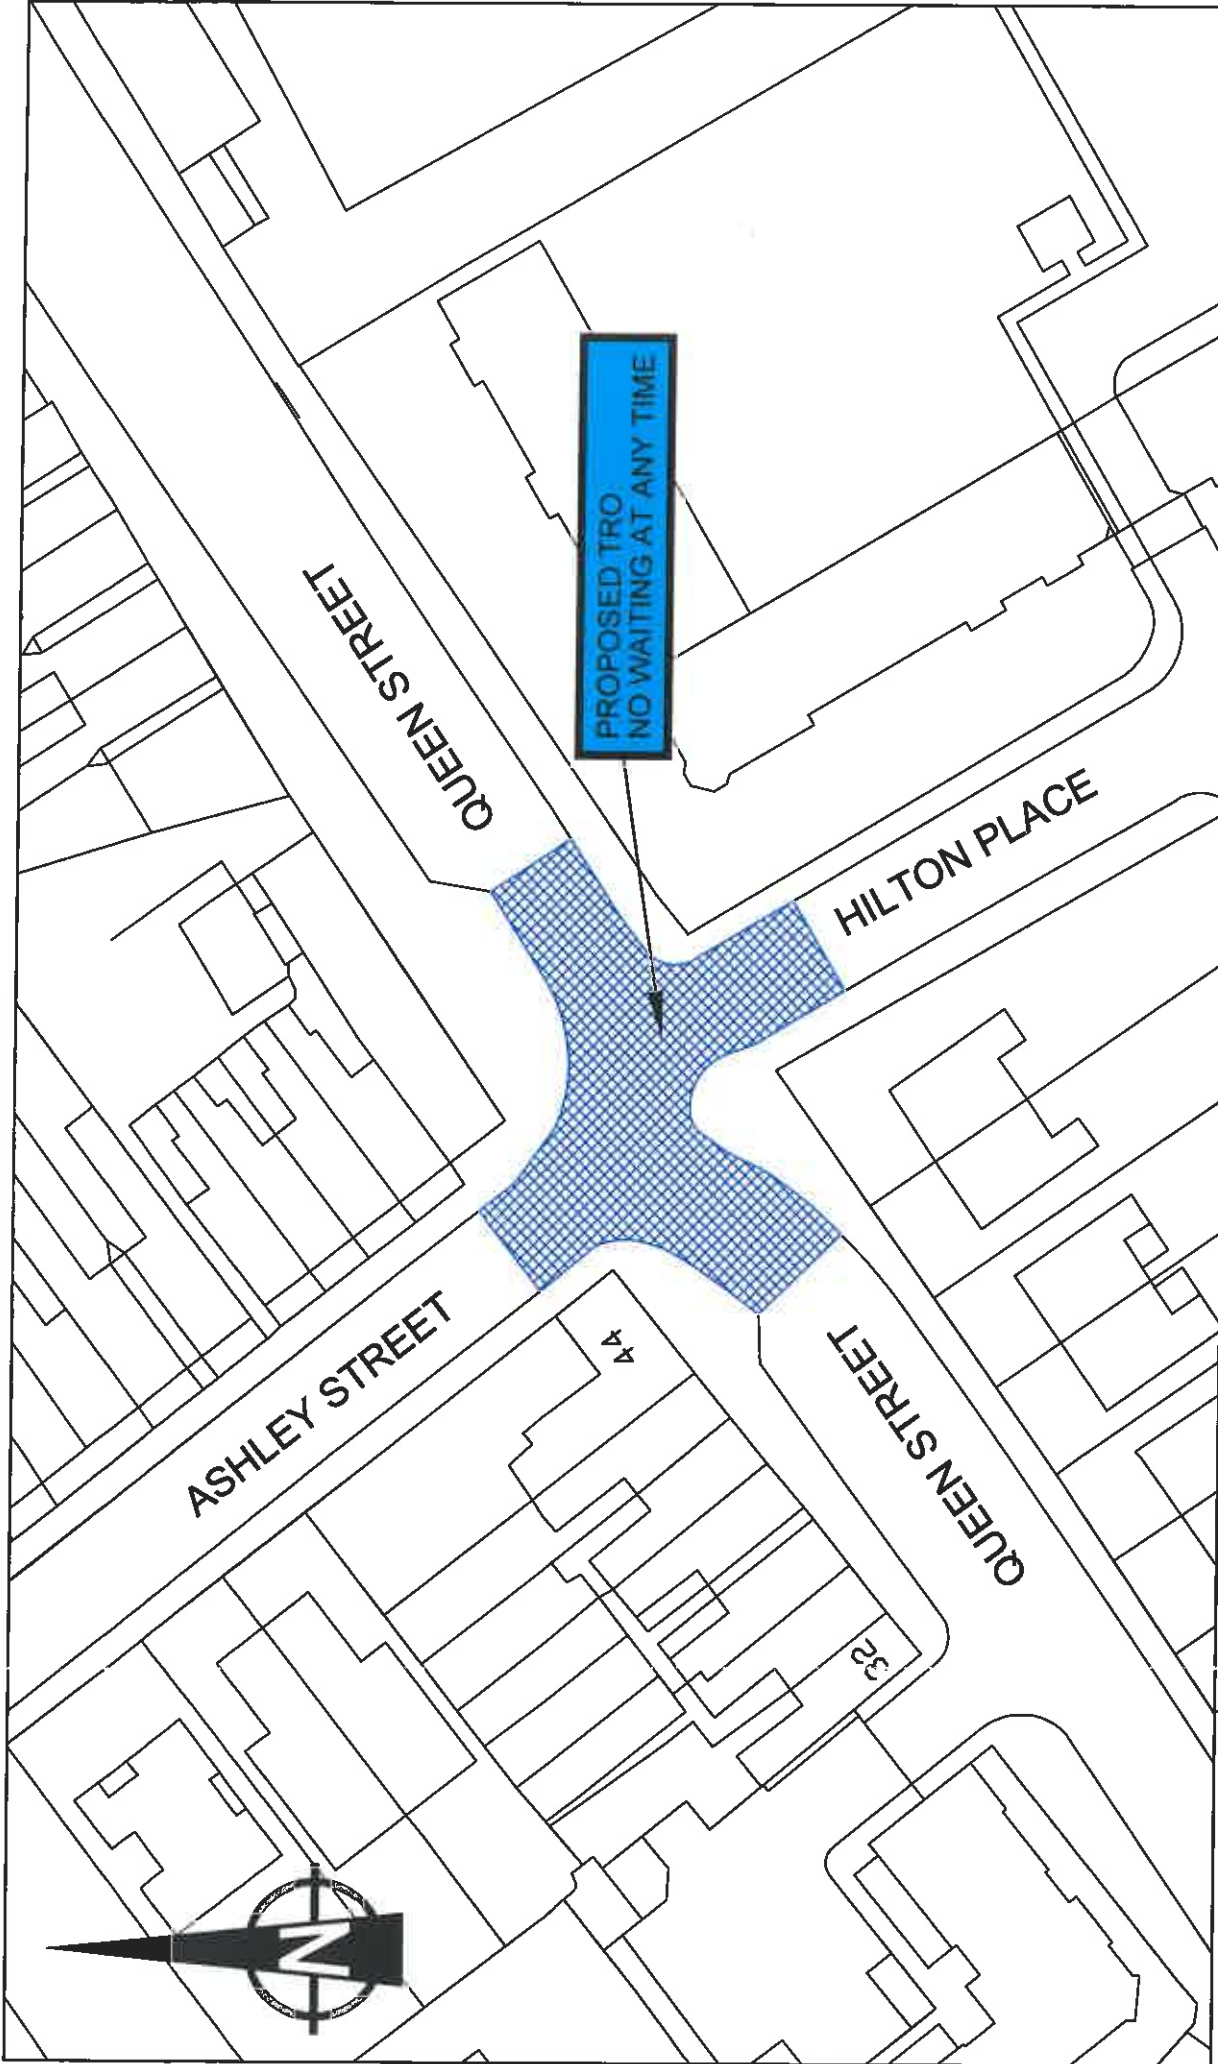 QUEEN STREET
PROPOSED TRO
NO WAITING AT ANY TIME
HILTON PLACE
ASHLEY STREET
44
QUEEN STREET
32
N